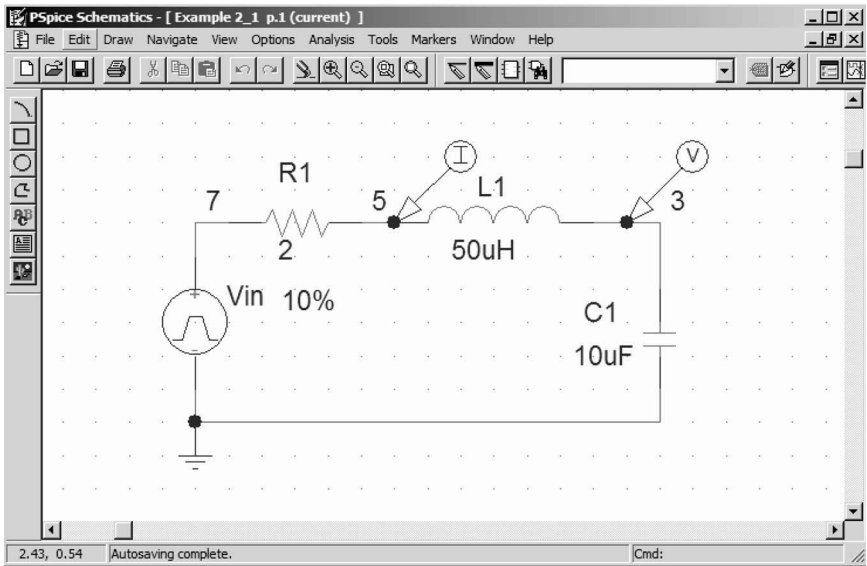 PSpice Schematics - [ Example 2_1 p.1 (current) ]
File Edit Draw Navigate View Options Analysis Tools Markers Window Help
I
V
R1
L1
7
5
3
2
50uH
Vin
10%
C1
10uF
2.43, 0.54 Autosaving complete. Cmd: